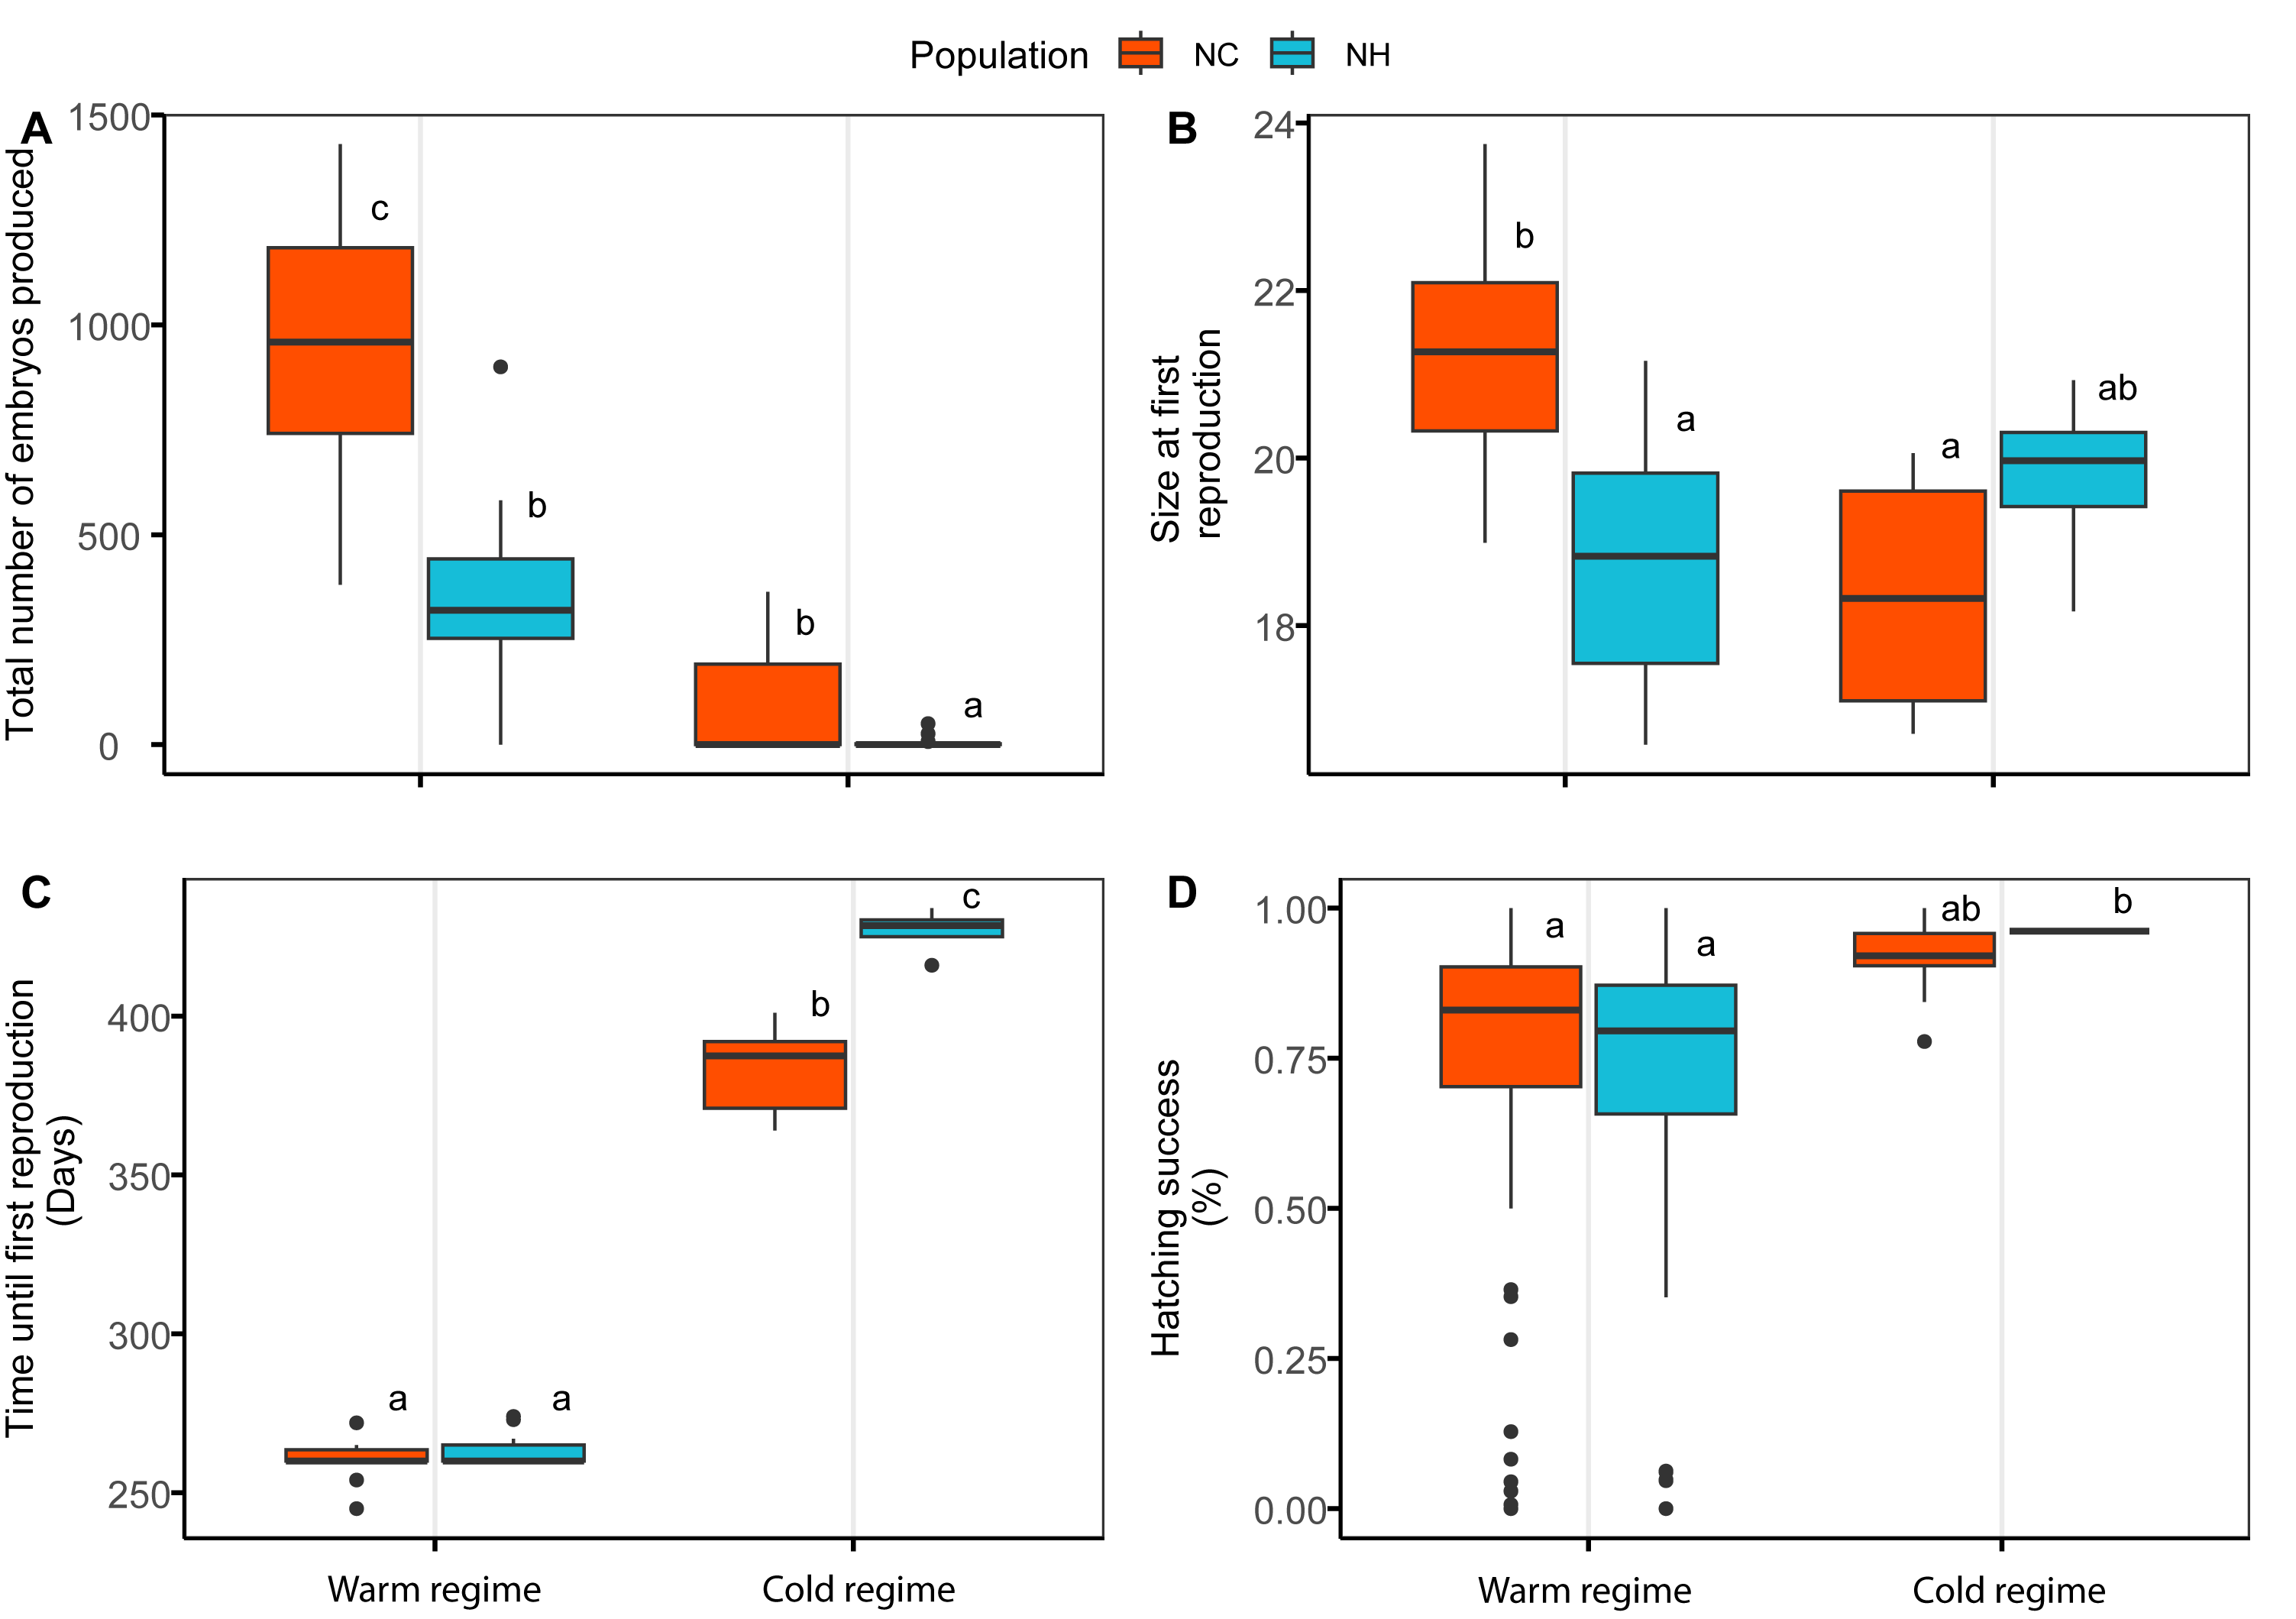 Population NC NH
A
Total number of embryos produced
1500
1000
500
0
c
b
b
a
B
Size at first
reproduction
24
22
20
18
b
a
a
ab
C
Time until first reproduction
(Days)
400
350
300
250
a
a
b
c
Warm regime
Cold regime
D
Hatching success
(%)
1.00
0.75
0.50
0.25
0.00
a
a
ab
b
Warm regime
Cold regime